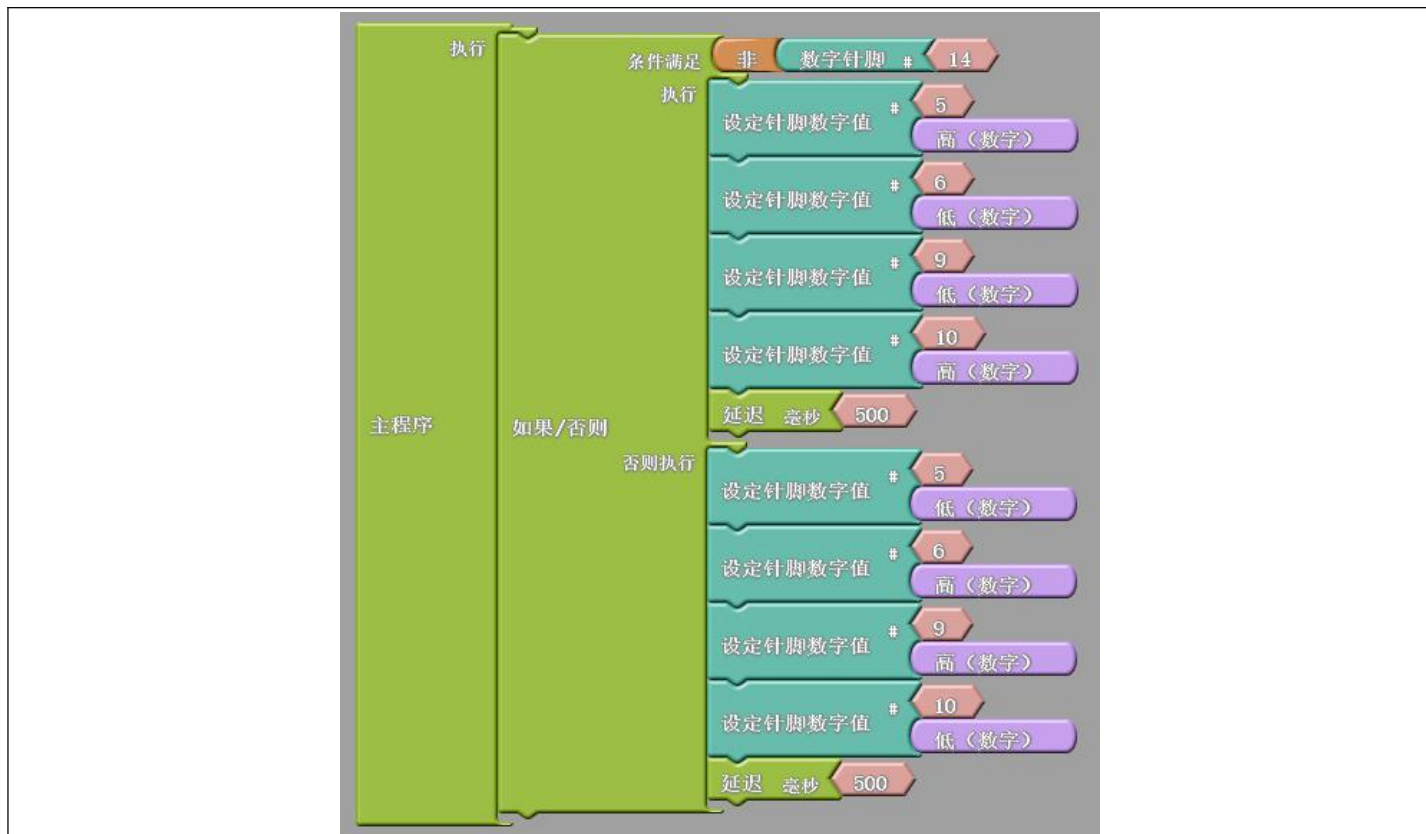 执行
条件满足 非 数字针脚 # 14
执行
设定针脚数字值 # 5
高（数字）
设定针脚数字值 # 6
低（数字）
设定针脚数字值 # 9
低（数字）
设定针脚数字值 # 10
高（数字）
延迟 毫秒 500
主程序 如果/否则
否则执行
设定针脚数字值 # 5
低（数字）
设定针脚数字值 # 6
高（数字）
设定针脚数字值 # 9
高（数字）
设定针脚数字值 # 10
低（数字）
延迟 毫秒 500